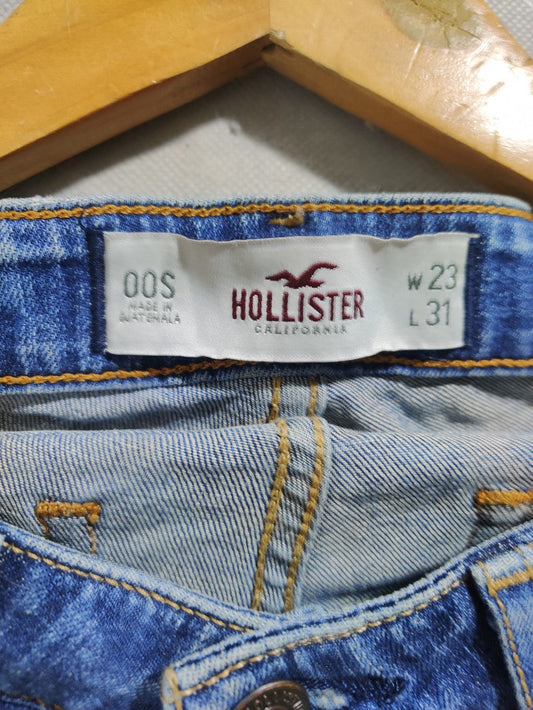 00S
MADE IN
GUATEMALA
HOLLISTER
CALIFORNIA
W 23
L 31